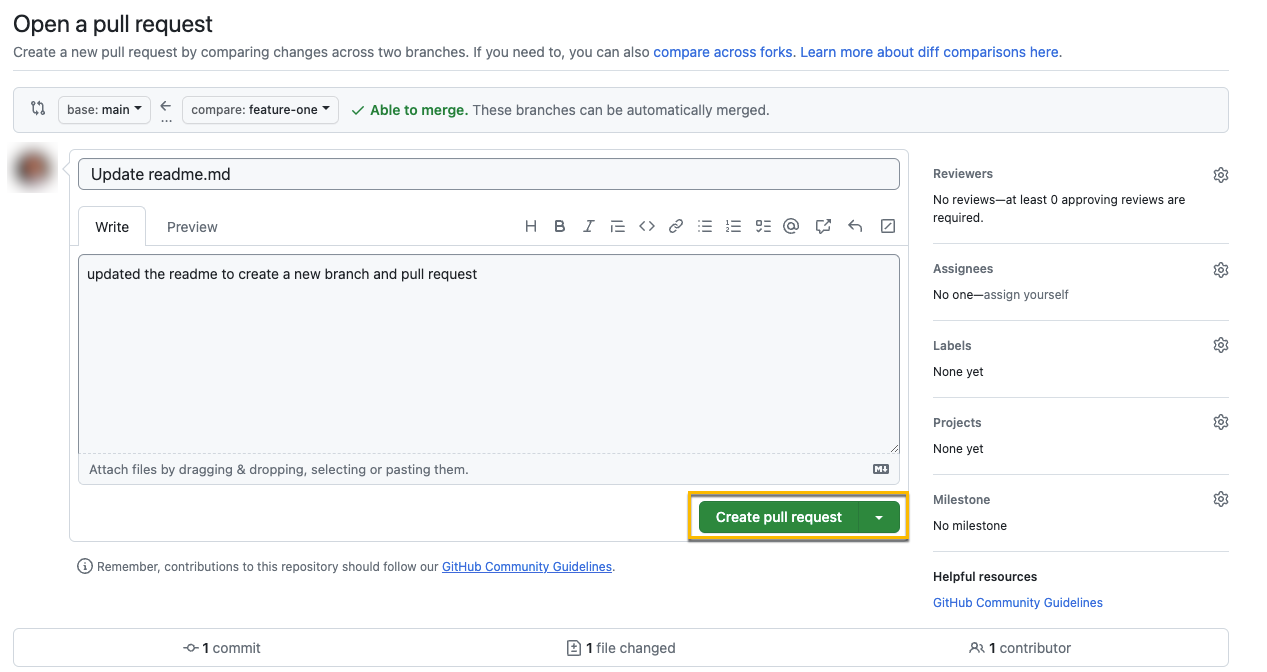 Open a pull request
Create a new pull request by comparing changes across two branches. If you need to, you can also compare across forks. Learn more about diff comparisons here.
base: main
compare: feature-one
Able to merge. These branches can be automatically merged.
Update readme.md
Write Preview
updated the readme to create a new branch and pull request
Attach files by dragging & dropping, selecting or pasting them.
Create pull request
Remember, contributions to this repository should follow our GitHub Community Guidelines.
Reviewers
No reviews—at least 0 approving reviews are
required.
Assignees
No one—assign yourself
Labels
None yet
Projects
None yet
Milestone
No milestone
Helpful resources
GitHub Community Guidelines
1 commit 1 file changed 1 contributor